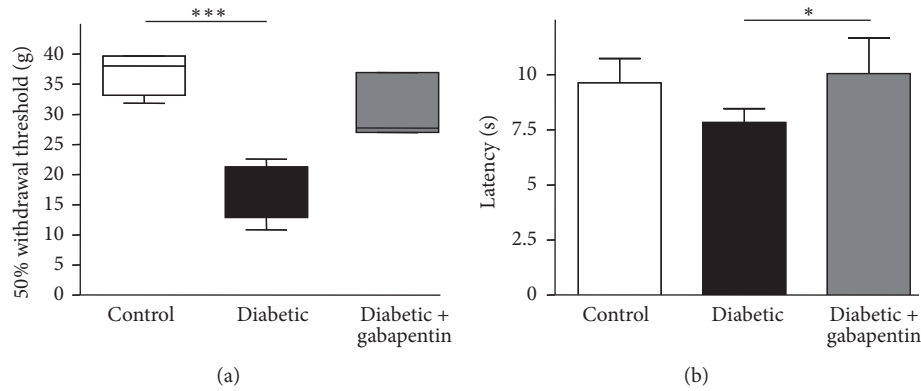 ***
50% withdrawal threshold (g)
40
35
30
25
20
15
10
5
0
Control
Diabetic
Diabetic +
gabapentin
(a)
*
Latency (s)
10
7.5
5
2.5
0
Control
Diabetic
Diabetic +
gabapentin
(b)